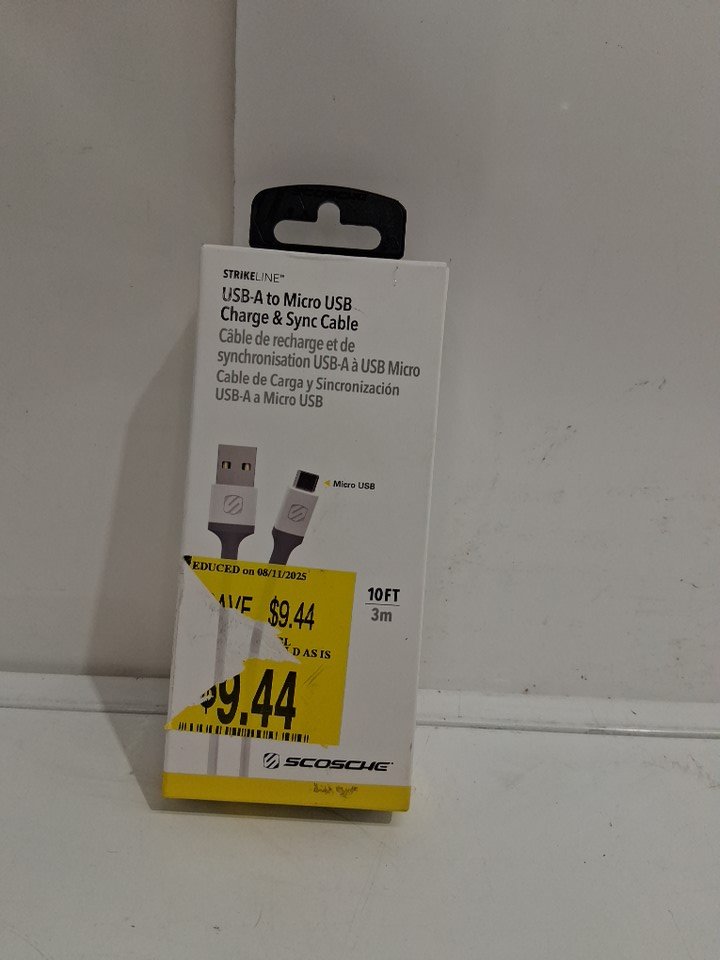 STRIKELINE™
USB-A to Micro USB
Charge & Sync Cable
Câble de recharge et de
synchronisation USB-A à USB Micro
Cable de Carga y Sincronización
USB-A a Micro USB
Micro USB
EDUCED on 08/11/2025
AVE $9.44
D AS IS
$9.44
10FT
3m
SCOSCHE